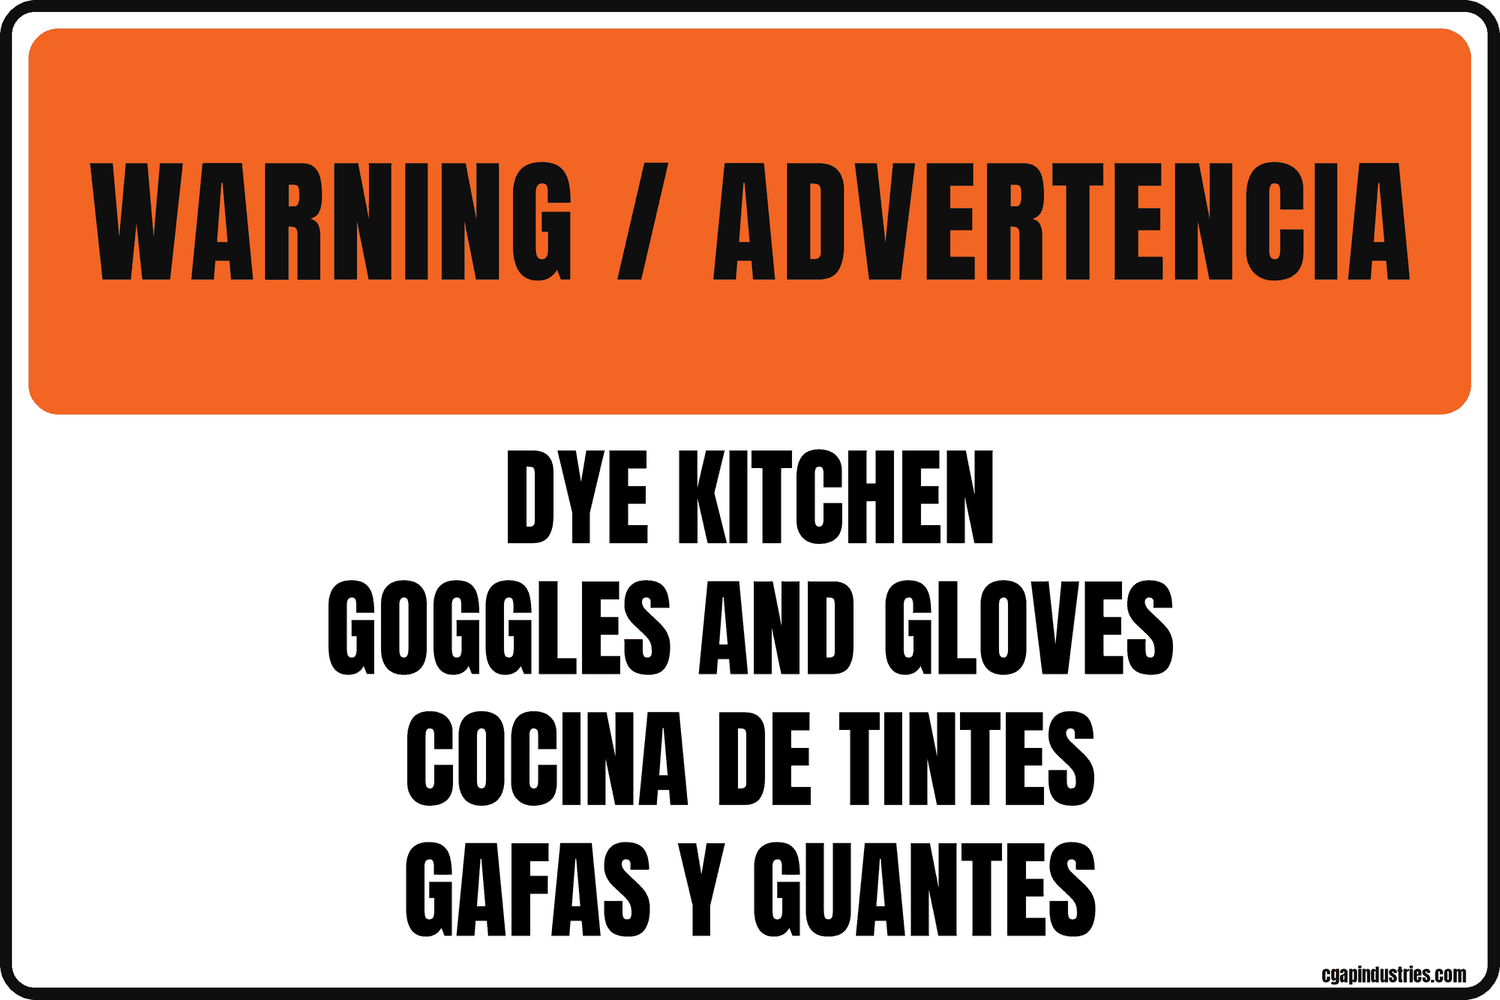 WARNING / ADVERTENCIA
DYE KITCHEN
GOGGLES AND GLOVES
COCINA DE TINTES
GAFAS Y GUANTES
cgapindustries.com